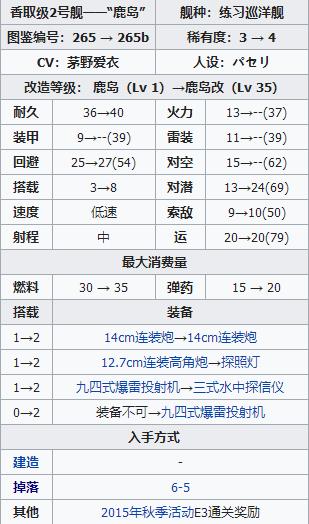 香取级2号舰——“鹿岛” 舰种：练习巡洋舰
图鉴编号：265 → 265b 稀有度：3 → 4
CV：茅野爱衣 人设：パセリ
改造等级： 鹿岛（Lv 1）→鹿岛改（Lv 35）
耐久 36→40 火力 13→--(37)
装甲 9→--(39) 雷装 11→--(39)
回避 25→27(54) 对空 15→--(62)
搭载 3→8 对潜 13→24(69)
速度 低速 索敌 9→10(50)
射程 中 运 20→20(79)
最大消费量
燃料 30 → 35 弹药 15 → 20
搭载 装备
1→2 14cm连装炮→14cm连装炮
1→2 12.7cm连装高角炮→探照灯
1→2 九四式爆雷投射机→三式水中探信仪
0→2 装备不可→九四式爆雷投射机
入手方式
建造 -
掉落 6-5
其他 2015年秋季活动E3通关奖励